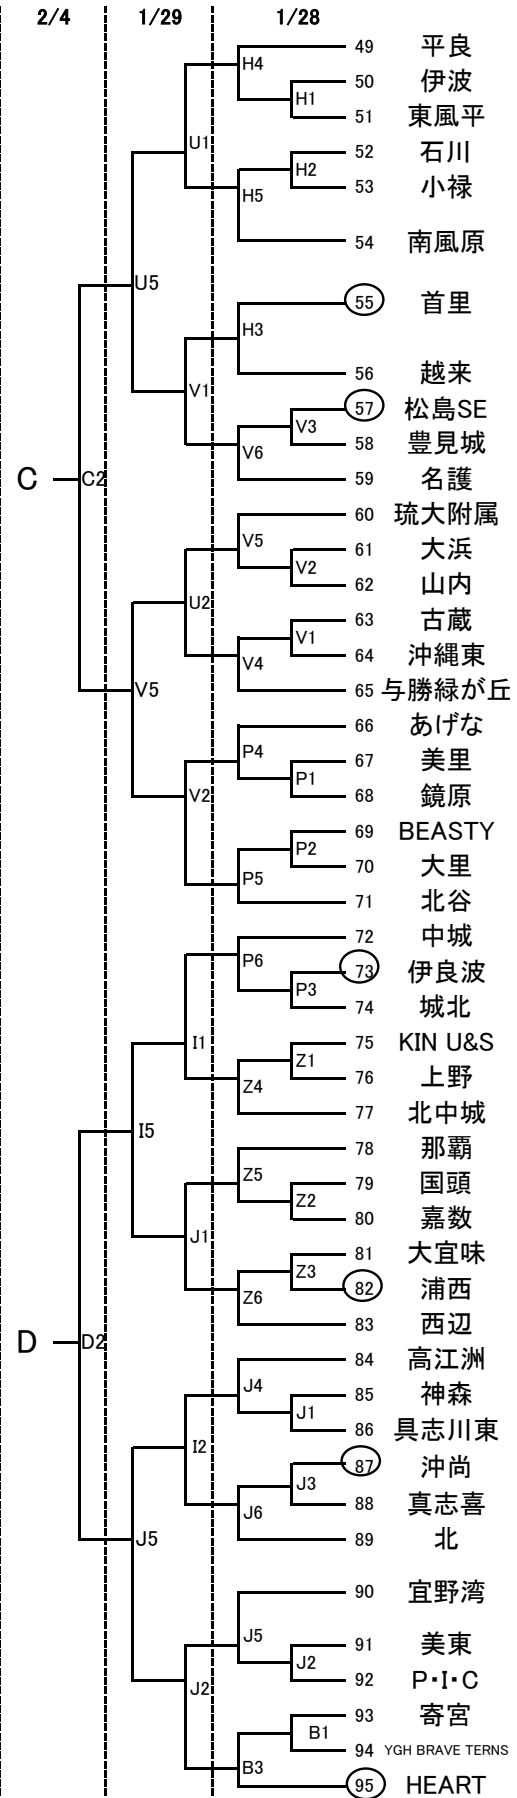 2/4 1/29 1/28
49 平良
H4
50 伊波
H1
51 東風平
U1
52 石川
H2
53 小禄
H5
54 南風原
U5
55 首里
H3
56 越来
V1
57 松島SE
V3
58 豊見城
V6
59 名護
C C2
60 琉大附属
V5
61 大浜
V2
62 山内
U2
63 古蔵
V1
64 沖縄東
V4
65 与勝緑が丘
V5
66 あげな
P4
67 美里
P1
68 鏡原
V2
69 BEASTY
P2
70 大里
P5
71 北谷
72 中城
P6
73 伊良波
P3
74 城北
I1
75 KIN U&S
Z1
76 上野
Z4
77 北中城
I5
78 那覇
Z5
79 国頭
Z2
80 嘉数
J1
81 大宜味
Z3
82 浦西
Z6
83 西辺
D D2
84 高江洲
J4
85 神森
J1
86 具志川東
I2
87 沖尚
J3
88 真志喜
J6
89 北
J5
90 宜野湾
J5
91 美東
J2
92 P・I・C
J2
93 寄宮
B1
94 YGH BRAVE TERNS
B3
95 HEART